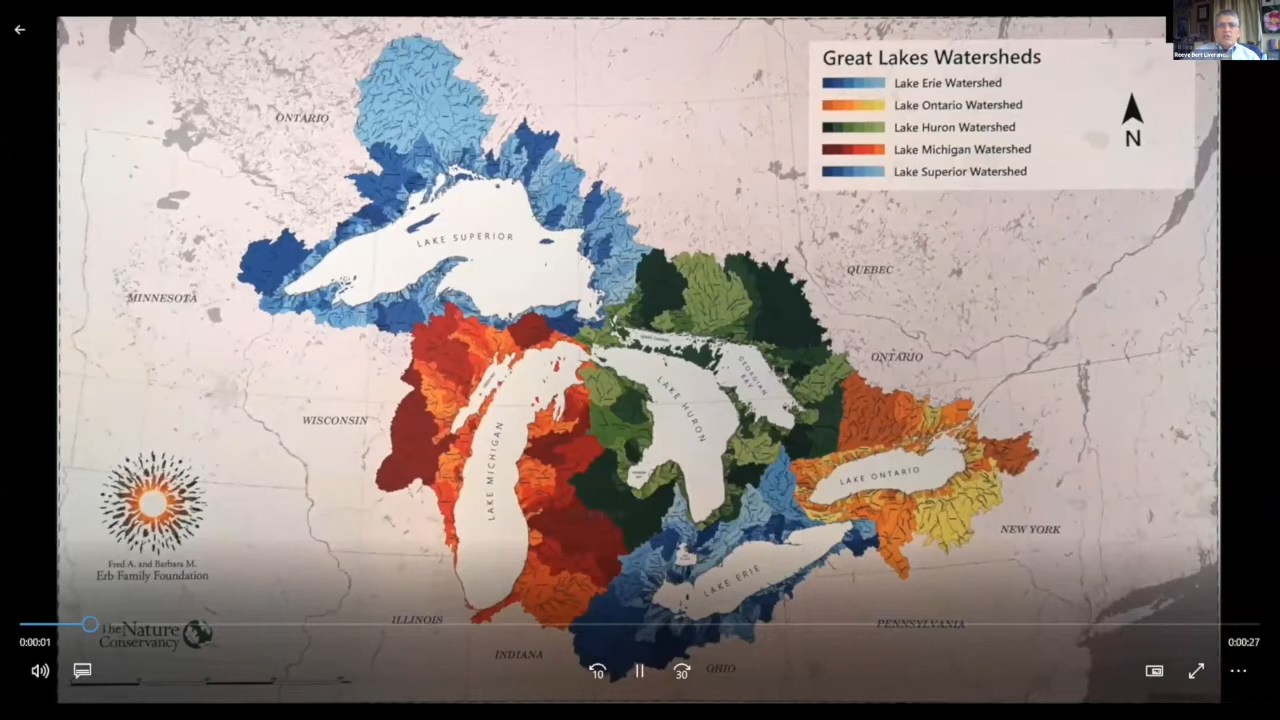 Great Lakes Watersheds
Lake Erie Watershed
Lake Ontario Watershed
Lake Huron Watershed
Lake Michigan Watershed
Lake Superior Watershed
N
ONTARIO
LAKE SUPERIOR
MINNESOTA
QUEBEC
ONTARIO
GEORGIAN BAY
LAKE HURON
WISCONSIN
LAKE MICHIGAN
LAKE ONTARIO
NEW YORK
LAKE ERIE
Fred A. and Barbara M.
Erb Family Foundation
ILLINOIS
PENNSYLVANIA
The Nature
Conservancy
INDIANA
OHIO
0:00:01
0:00:27
10
30